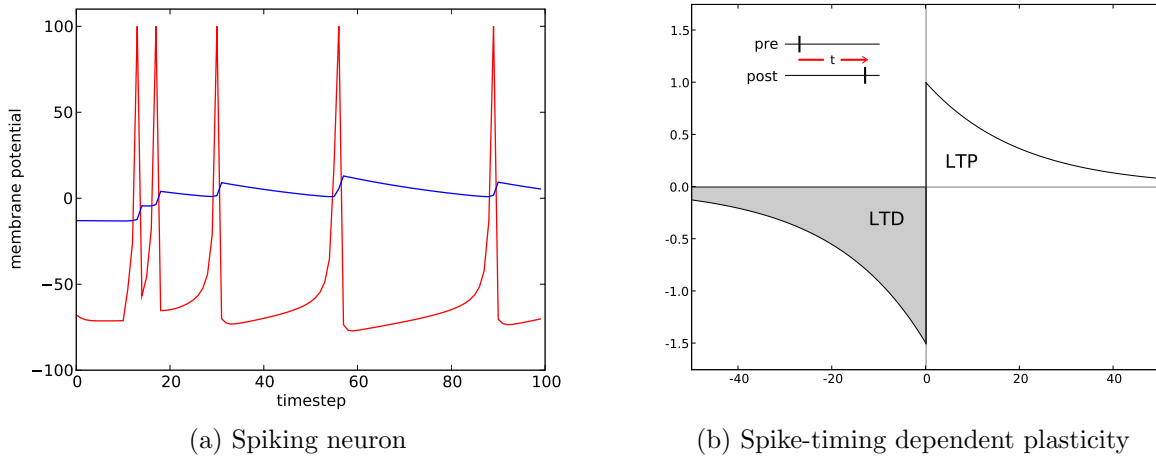 100
50
0
−50
−100
membrane potential
0
20
40
60
80
100
timestep
(a) Spiking neuron
1.5
1.0
0.5
0.0
-0.5
-1.0
-1.5
pre
t
post
LTP
LTD
-40
-20
0
20
40
(b) Spike-timing dependent plasticity